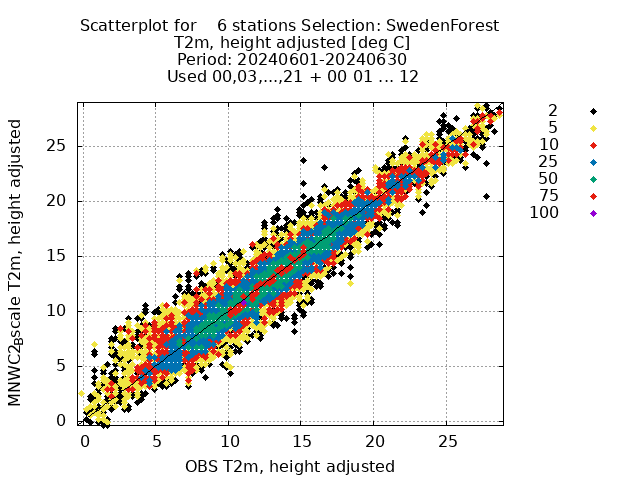 Scatterplot for 6 stations Selection: SwedenForest
T2m, height adjusted [deg C]
Period: 20240601-20240630
Used 00,03,...,21 + 00 01 ... 12
2
5
10
25
50
75
100
MNWC2Bscale T2m, height adjusted
25
20
15
10
5
0
0 5 10 15 20 25
OBS T2m, height adjusted